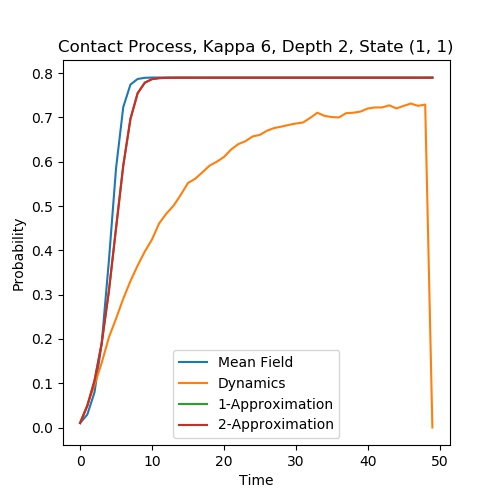 Contact Process, Kappa 6, Depth 2, State (1, 1)
Probability
0.8
0.7
0.6
0.5
0.4
0.3
0.2
0.1
0.0
Mean Field
Dynamics
1-Approximation
2-Approximation
0 10 20 30 40 50
Time